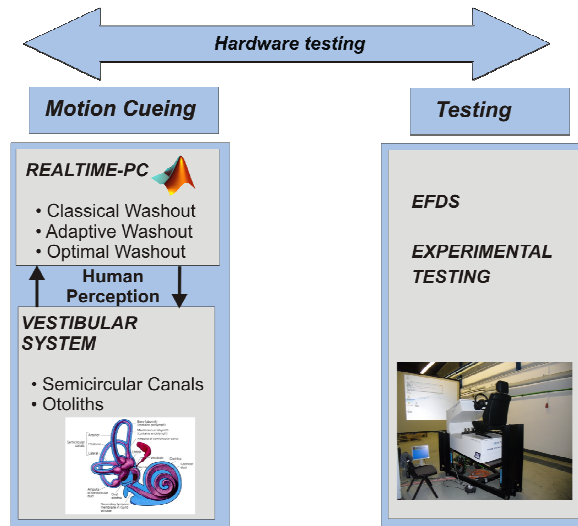 Hardware testing
Motion Cueing
REALTIME-PC
• Classical Washout
• Adaptive Washout
• Optimal Washout
Human
Perception
VESTIBULAR
SYSTEM
• Semicircular Canals
• Otoliths
Testing
EFDS
EXPERIMENTAL
TESTING